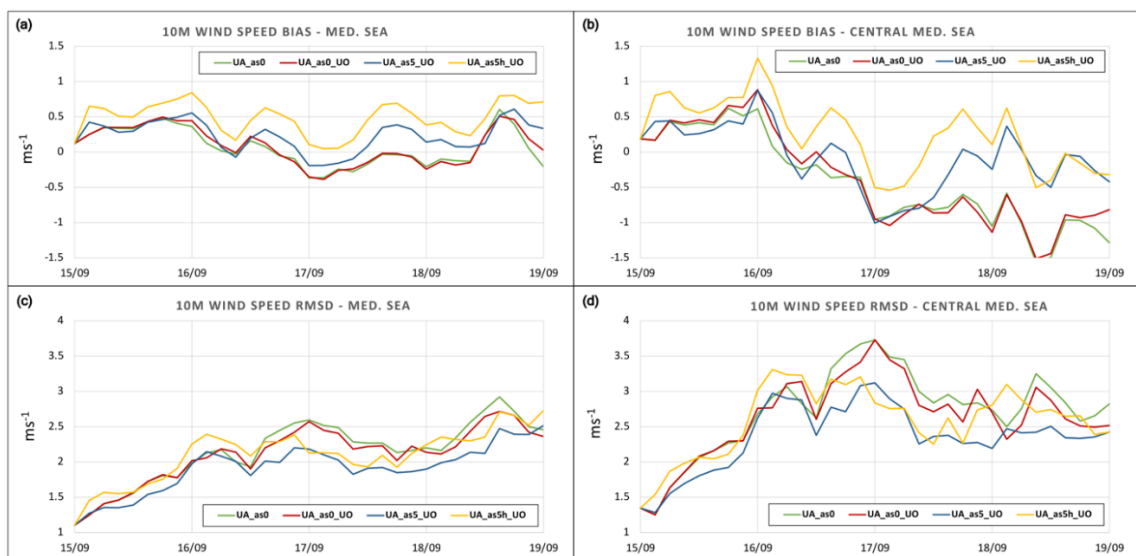 (a)
10M WIND SPEED BIAS - MED. SEA
UA_as0 UA_as0_UO UA_as5_UO UA_as5h_UO
1.5
1
0.5
0
-0.5
-1
-1.5
ms-1
15/09 16/09 17/09 18/09 19/09
(b)
10M WIND SPEED BIAS - CENTRAL MED. SEA
UA_as0 UA_as0_UO UA_as5_UO UA_as5h_UO
1.5
1
0.5
0
-0.5
-1
-1.5
15/09 16/09 17/09 18/09 19/09
(c)
10M WIND SPEED RMSD - MED. SEA
4
3.5
3
2.5
2
1.5
1
ms-1
UA_as0 UA_as0_UO UA_as5_UO UA_as5h_UO
15/09 16/09 17/09 18/09 19/09
(d)
10M WIND SPEED RMSD - CENTRAL MED. SEA
4
3.5
3
2.5
2
1.5
1
ms-1
UA_as0 UA_as0_UO UA_as5_UO UA_as5h_UO
15/09 16/09 17/09 18/09 19/09